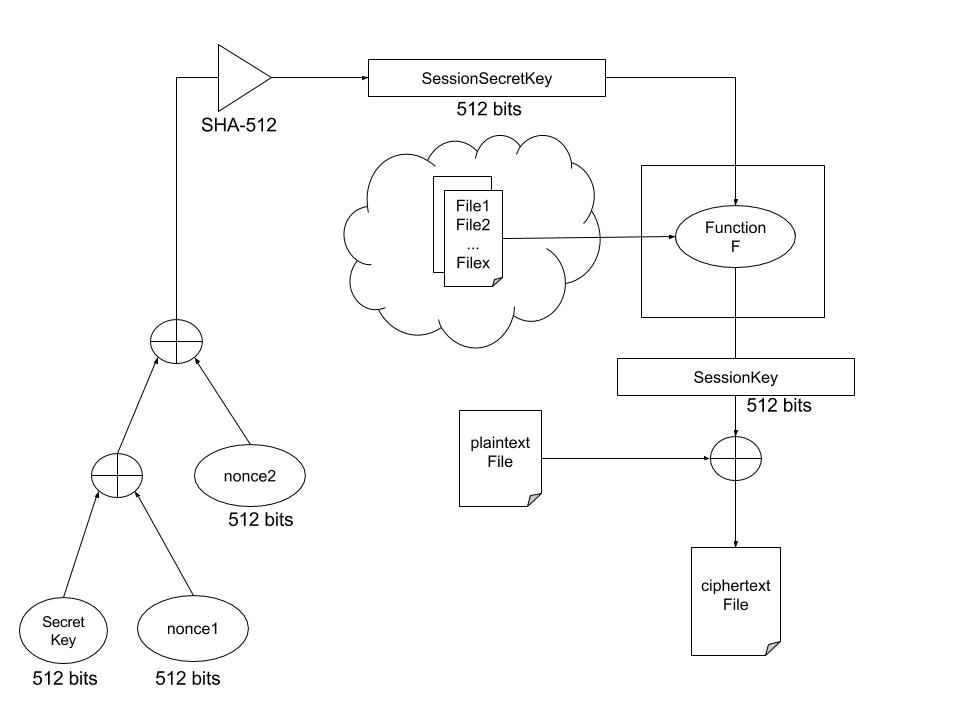 SessionSecretKey
512 bits
SHA-512
File1
File2
...
Filex
Function
F
SessionKey
512 bits
plaintext
File
nonce2
512 bits
ciphertext
File
Secret
Key
nonce1
512 bits
512 bits